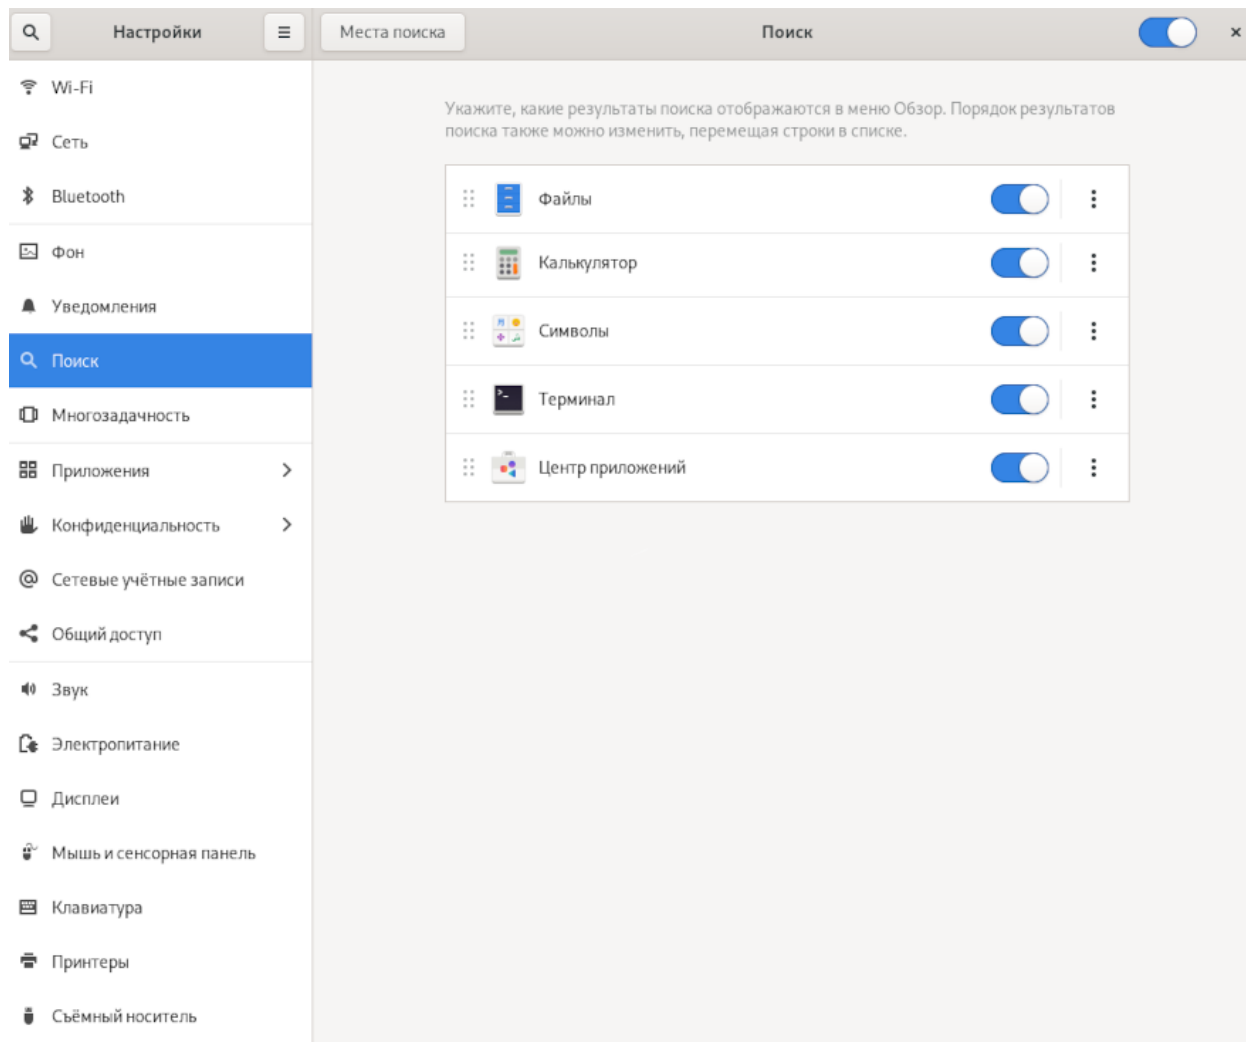 Настройки
Места поиска
Поиск
Wi-Fi
Сеть
Bluetooth
Фон
Уведомления
Поиск
Многозадачность
Приложения
Конфиденциальность
Сетевые учётные записи
Общий доступ
Звук
Электропитание
Дисплеи
Мышь и сенсорная панель
Клавиатура
Принтеры
Съёмный носитель
Укажите, какие результаты поиска отображаются в меню Обзор. Порядок результатов
поиска также можно изменить, перемещая строки в списке.
Файлы
Калькулятор
Символы
Терминал
Центр приложений